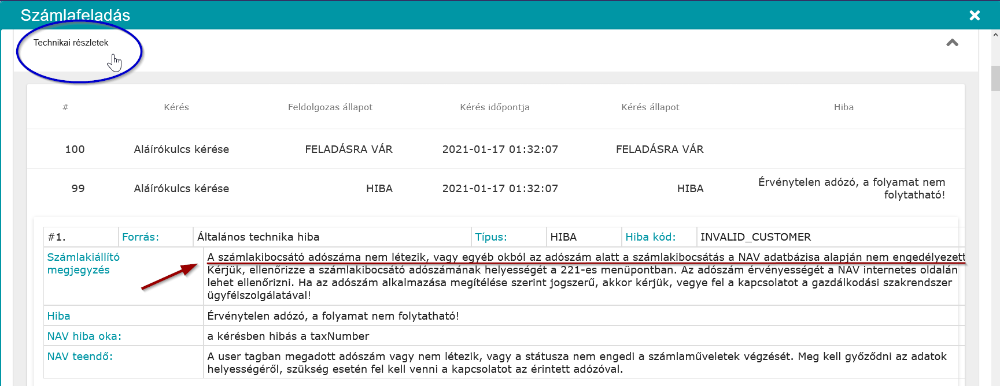 Számlafeladás
Technikai részletek
# Kérés Feldolgozas állapot Kérés időpontja Kérés állapot Hiba
100 Aláírókulcs kérése FELADÁSRA VÁR 2021-01-17 01:32:07 FELADÁSRA VÁR
99 Aláírókulcs kérése HIBA 2021-01-17 01:32:07 HIBA Érvénytelen adózó, a folyamat nem
folytatható!
#1. Forrás: Általános technika hiba Típus: HIBA Hiba kód: INVALID_CUSTOMER
Számlakiállító A számlakibocsátó adószáma nem létezik, vagy egyéb okból az adószám alatt a számlakibocsátás a NAV adatbázisa alapján nem engedélyezett
megjegyzés Kérjük, ellenőrizze a számlakibocsátó adószámának helyességét a 221-es menüpontban. Az adószám érvényességét a NAV internetes oldalán
lehet ellenőrizni. Ha az adószám alkalmazása megítélése szerint jogszerű, akkor kérjük, vegye fel a kapcsolatot a gazdálkodási szakrendszer
ügyfélszolgálatával!
Hiba Érvénytelen adózó, a folyamat nem folytatható!
NAV hiba oka: a kérésben hibás a taxNumber
NAV teendő: A user tagban megadott adószám vagy nem létezik, vagy a státusza nem engedi a számlaműveletek végzését. Meg kell győződni az adatok
helyességéről, szükség esetén fel kell venni a kapcsolatot az érintett adózóval.